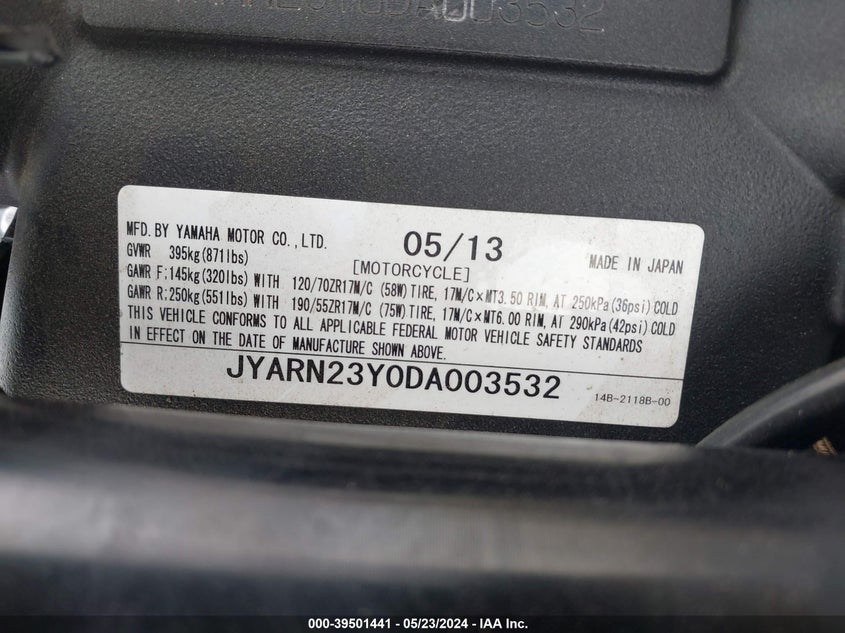 003532
MFD. BY YAMAHA MOTOR CO., LTD. 05/13
GVWR 395kg(871lbs) [MOTORCYCLE] MADE IN JAPAN
GAWR F:145kg(320lbs) WITH 120/70ZR17M/C (58W)TIRE, 17M/C×MT3.50 RIM, AT 250kPa(36psi)COLD
GAWR R:250kg(551lbs) WITH 190/55ZR17M/C (75W)TIRE, 17M/C×MT6.00 RIM, AT 290kPa(42psi)COLD
THIS VEHICLE CONFORMS TO ALL APPLICABLE FEDERAL MOTOR VEHICLE SAFETY STANDARDS
IN EFFECT ON THE DATE OF MANUFACTURE SHOWN ABOVE.
JYARN23Y0DA003532 14B-2118B-00
000-39501441 - 05/23/2024 - IAA Inc.